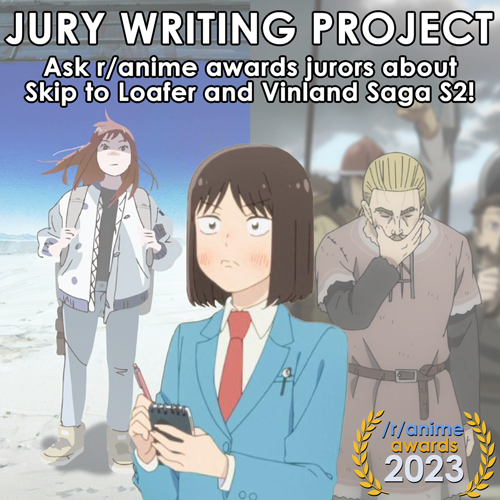 JURY WRITING PROJECT
Ask r/anime awards jurors about
Skip to Loafer and Vinland Saga S2!
/r/anime
awards
2023